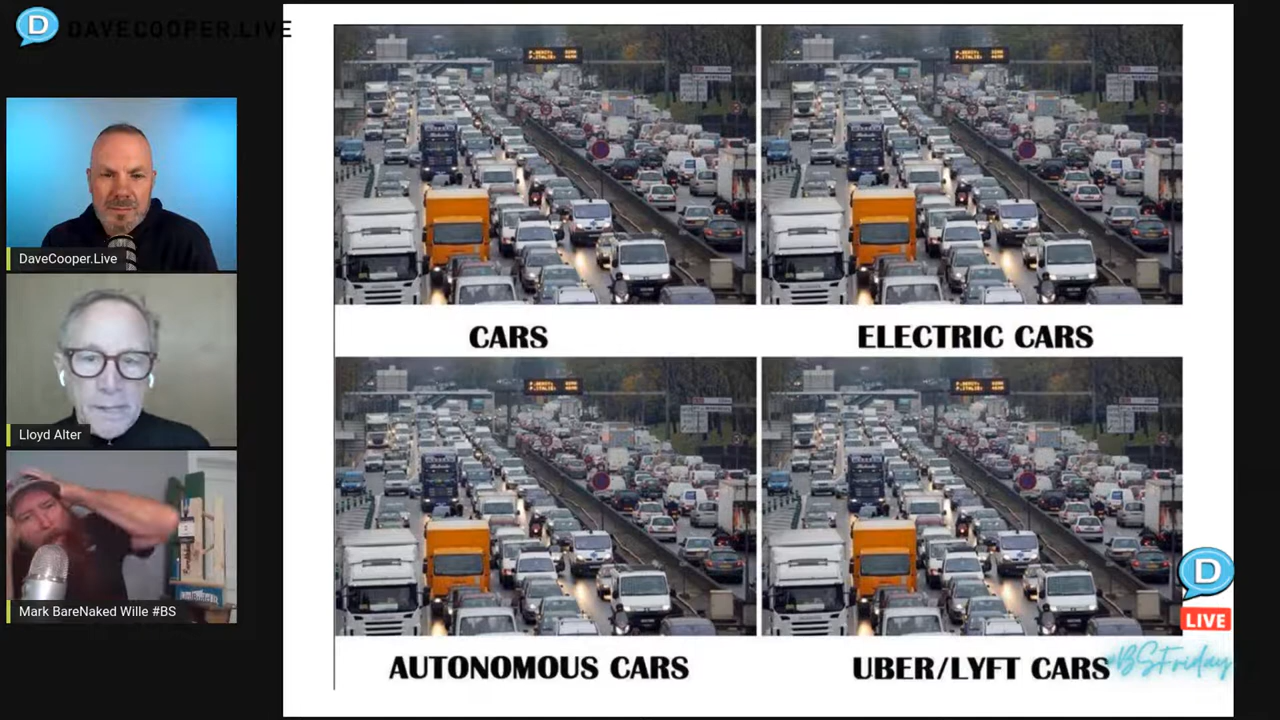 D DAVECOOPER.LIVE
DaveCooper.Live
Lloyd Alter
Mark BareNaked Wille #BS
CARS
ELECTRIC CARS
AUTONOMOUS CARS
UBER/LYFT CARS
D
LIVE
#BSFriday